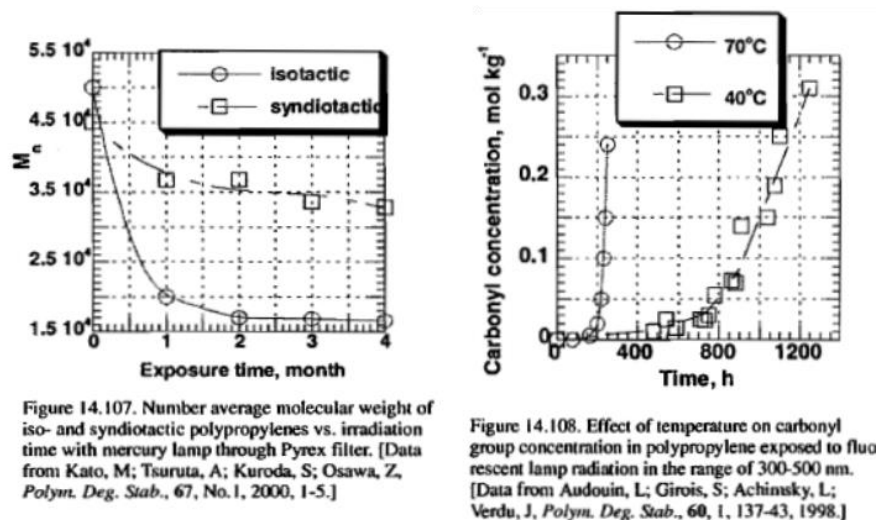 5.5 10⁴
4.5 10⁴
3.5 10⁴
2.5 10⁴
1.5 10⁴
Mₙ
isotactic
syndiotactic
0
1
2
3
4
Exposure time, month
Figure 14.107. Number average molecular weight of
iso- and syndiotactic polypropylenes vs. irradiation
time with mercury lamp through Pyrex filter. [Data
from Kato, M; Tsuruta, A; Kuroda, S; Osawa, Z,
Polym. Deg. Stab., 67, No.1, 2000, 1-5.]
Carbonyl concentration, mol kg⁻¹
70°C
40°C
0.3
0.2
0.1
0
0
400
800
1200
Time, h
Figure 14.108. Effect of temperature on carbonyl
group concentration in polypropylene exposed to fluo
rescent lamp radiation in the range of 300-500 nm.
[Data from Audouin, L; Girois, S; Achimsky, L;
Verdu, J, Polym. Deg. Stab., 60, 1, 137-43, 1998.]